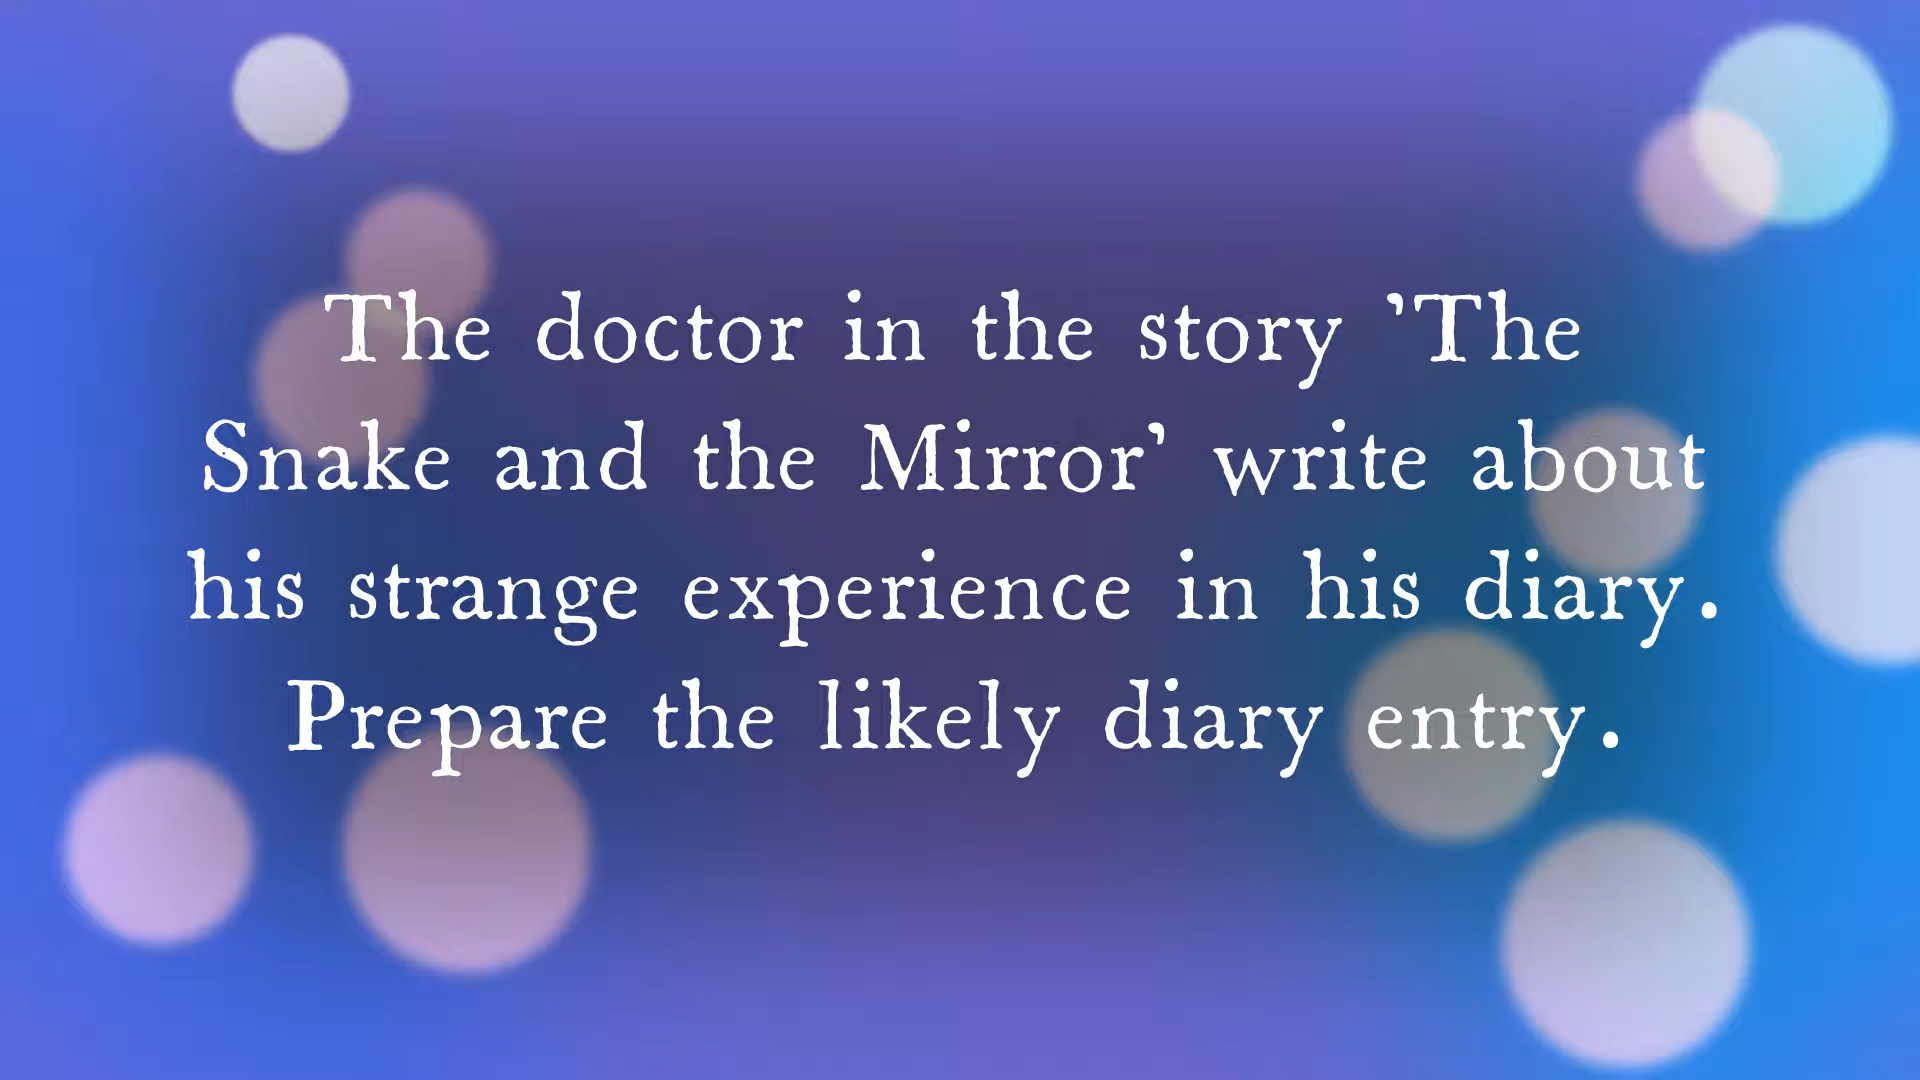 The doctor in the story ’The
Snake and the Mirror’ write about
his strange experience in his diary.
Prepare the likely diary entry.